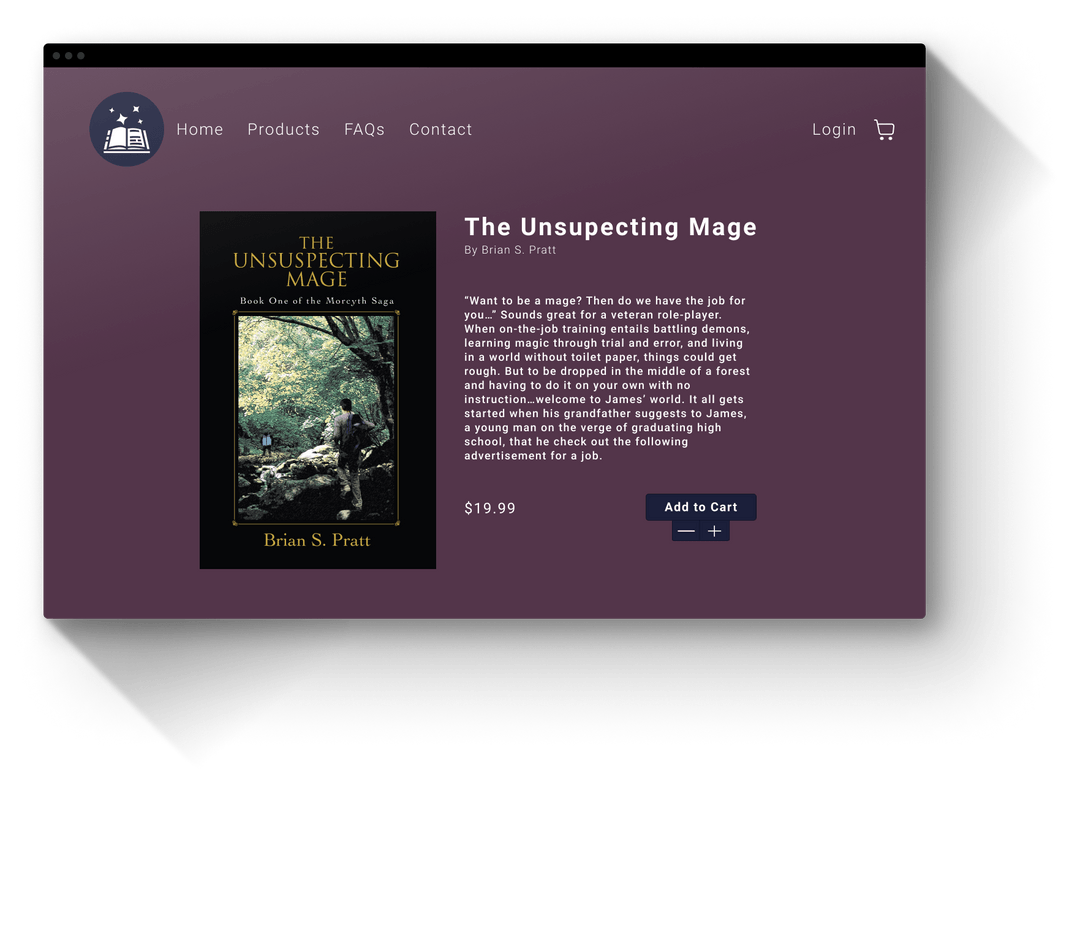 Home Products FAQs Contact Login
THE
UNSUSPECTING
MAGE
Book One of the Morcyth Saga
Brian S. Pratt
The Unsupecting Mage
By Brian S. Pratt
“Want to be a mage? Then do we have the job for
you…” Sounds great for a veteran role-player.
When on-the-job training entails battling demons,
learning magic through trial and error, and living
in a world without toilet paper, things could get
rough. But to be dropped in the middle of a forest
and having to do it on your own with no
instruction…welcome to James’ world. It all gets
started when his grandfather suggests to James,
a young man on the verge of graduating high
school, that he check out the following
advertisement for a job.
$19.99
Add to Cart
— +